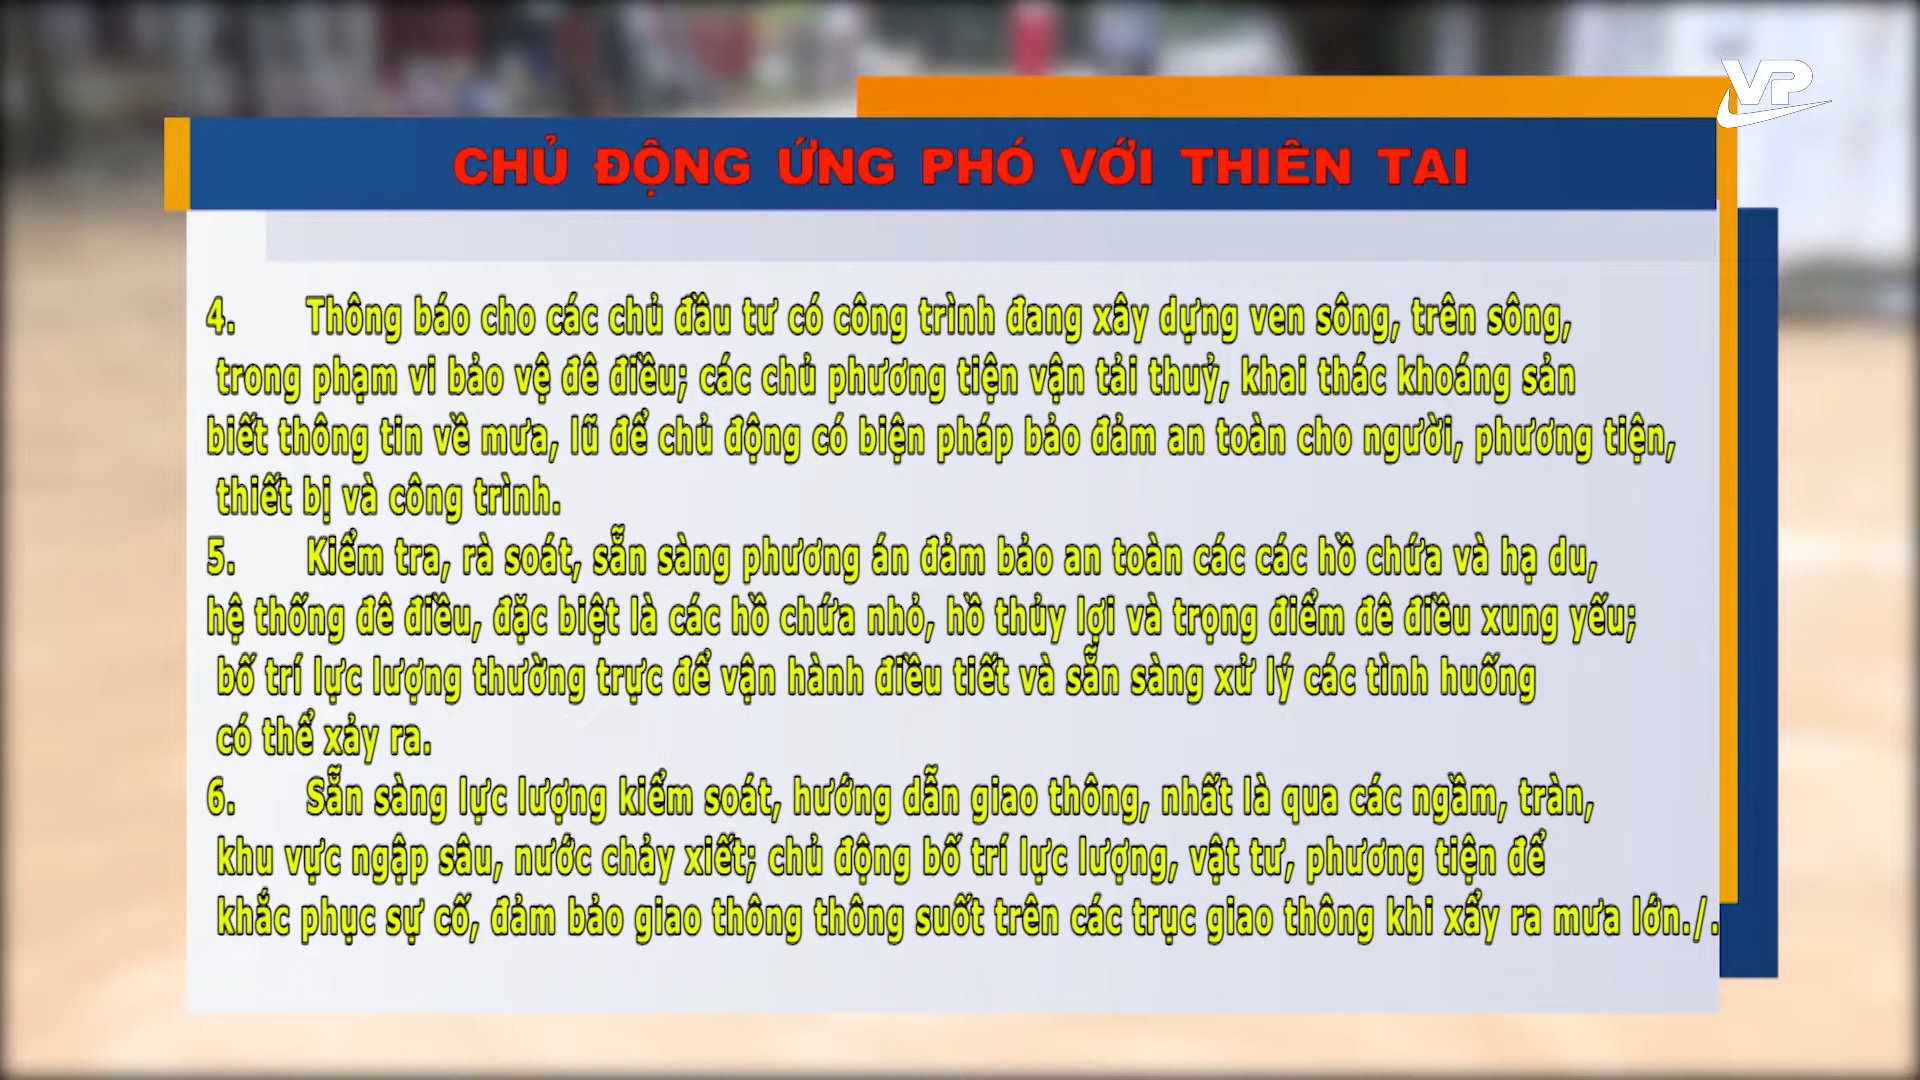 VP
CHỦ ĐỘNG ỨNG PHÓ VỚI THIÊN TAI
4. Thông báo cho các chủ đầu tư có công trình đang xây dựng ven sông, trên sông,
trong phạm vi bảo vệ đê điều; các chủ phương tiện vận tải thuỷ, khai thác khoáng sản
biết thông tin về mưa, lũ để chủ động có biện pháp bảo đảm an toàn cho người, phương tiện,
thiết bị và công trình.
5. Kiểm tra, rà soát, sẵn sàng phương án đảm bảo an toàn các các hồ chứa và hạ du,
hệ thống đê điều, đặc biệt là các hồ chứa nhỏ, hồ thủy lợi và trọng điểm đê điều xung yếu;
bố trí lực lượng thường trực để vận hành điều tiết và sẵn sàng xử lý các tình huống
có thể xảy ra.
6. Sẵn sàng lực lượng kiểm soát, hướng dẫn giao thông, nhất là qua các ngầm, tràn,
khu vực ngập sâu, nước chảy xiết; chủ động bố trí lực lượng, vật tư, phương tiện để
khắc phục sự cố, đảm bảo giao thông thông suốt trên các trục giao thông khi xẩy ra mưa lớn./.